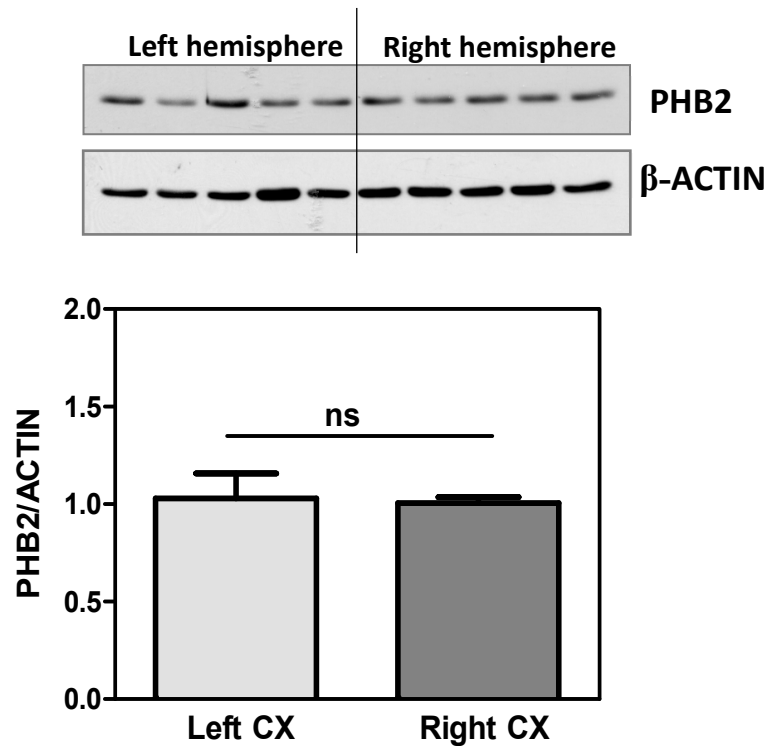 Left hemisphere Right hemisphere
PHB2
β-ACTIN
2.0
1.5
1.0
0.5
0.0
PHB2/ACTIN
ns
Left CX Right CX